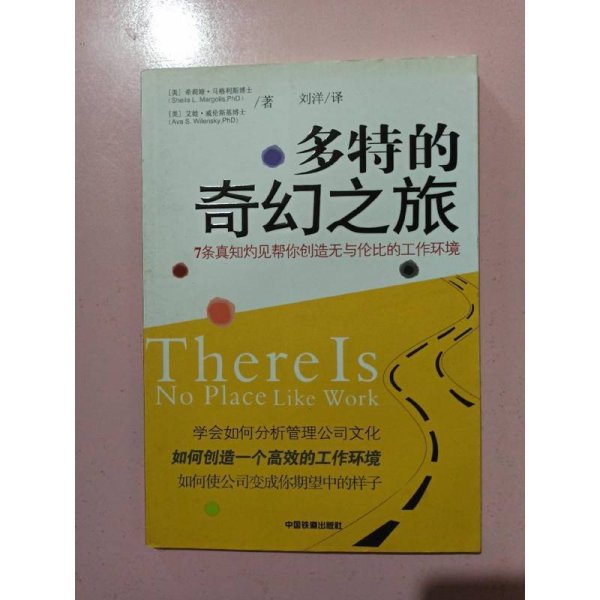 [美] 希莉娅·马格利斯博士
(Sheila L. Margolis,PhD)
[美] 艾娃·威伦斯基博士
(Ava S. Wilensky,PhD)
/著
刘洋/译
多特的
奇幻之旅
7条真知灼见帮你创造无与伦比的工作环境
There Is
No Place Like Work
学会如何分析管理公司文化
如何创造一个高效的工作环境
如何使公司变成你期望中的样子
中国铁道出版社